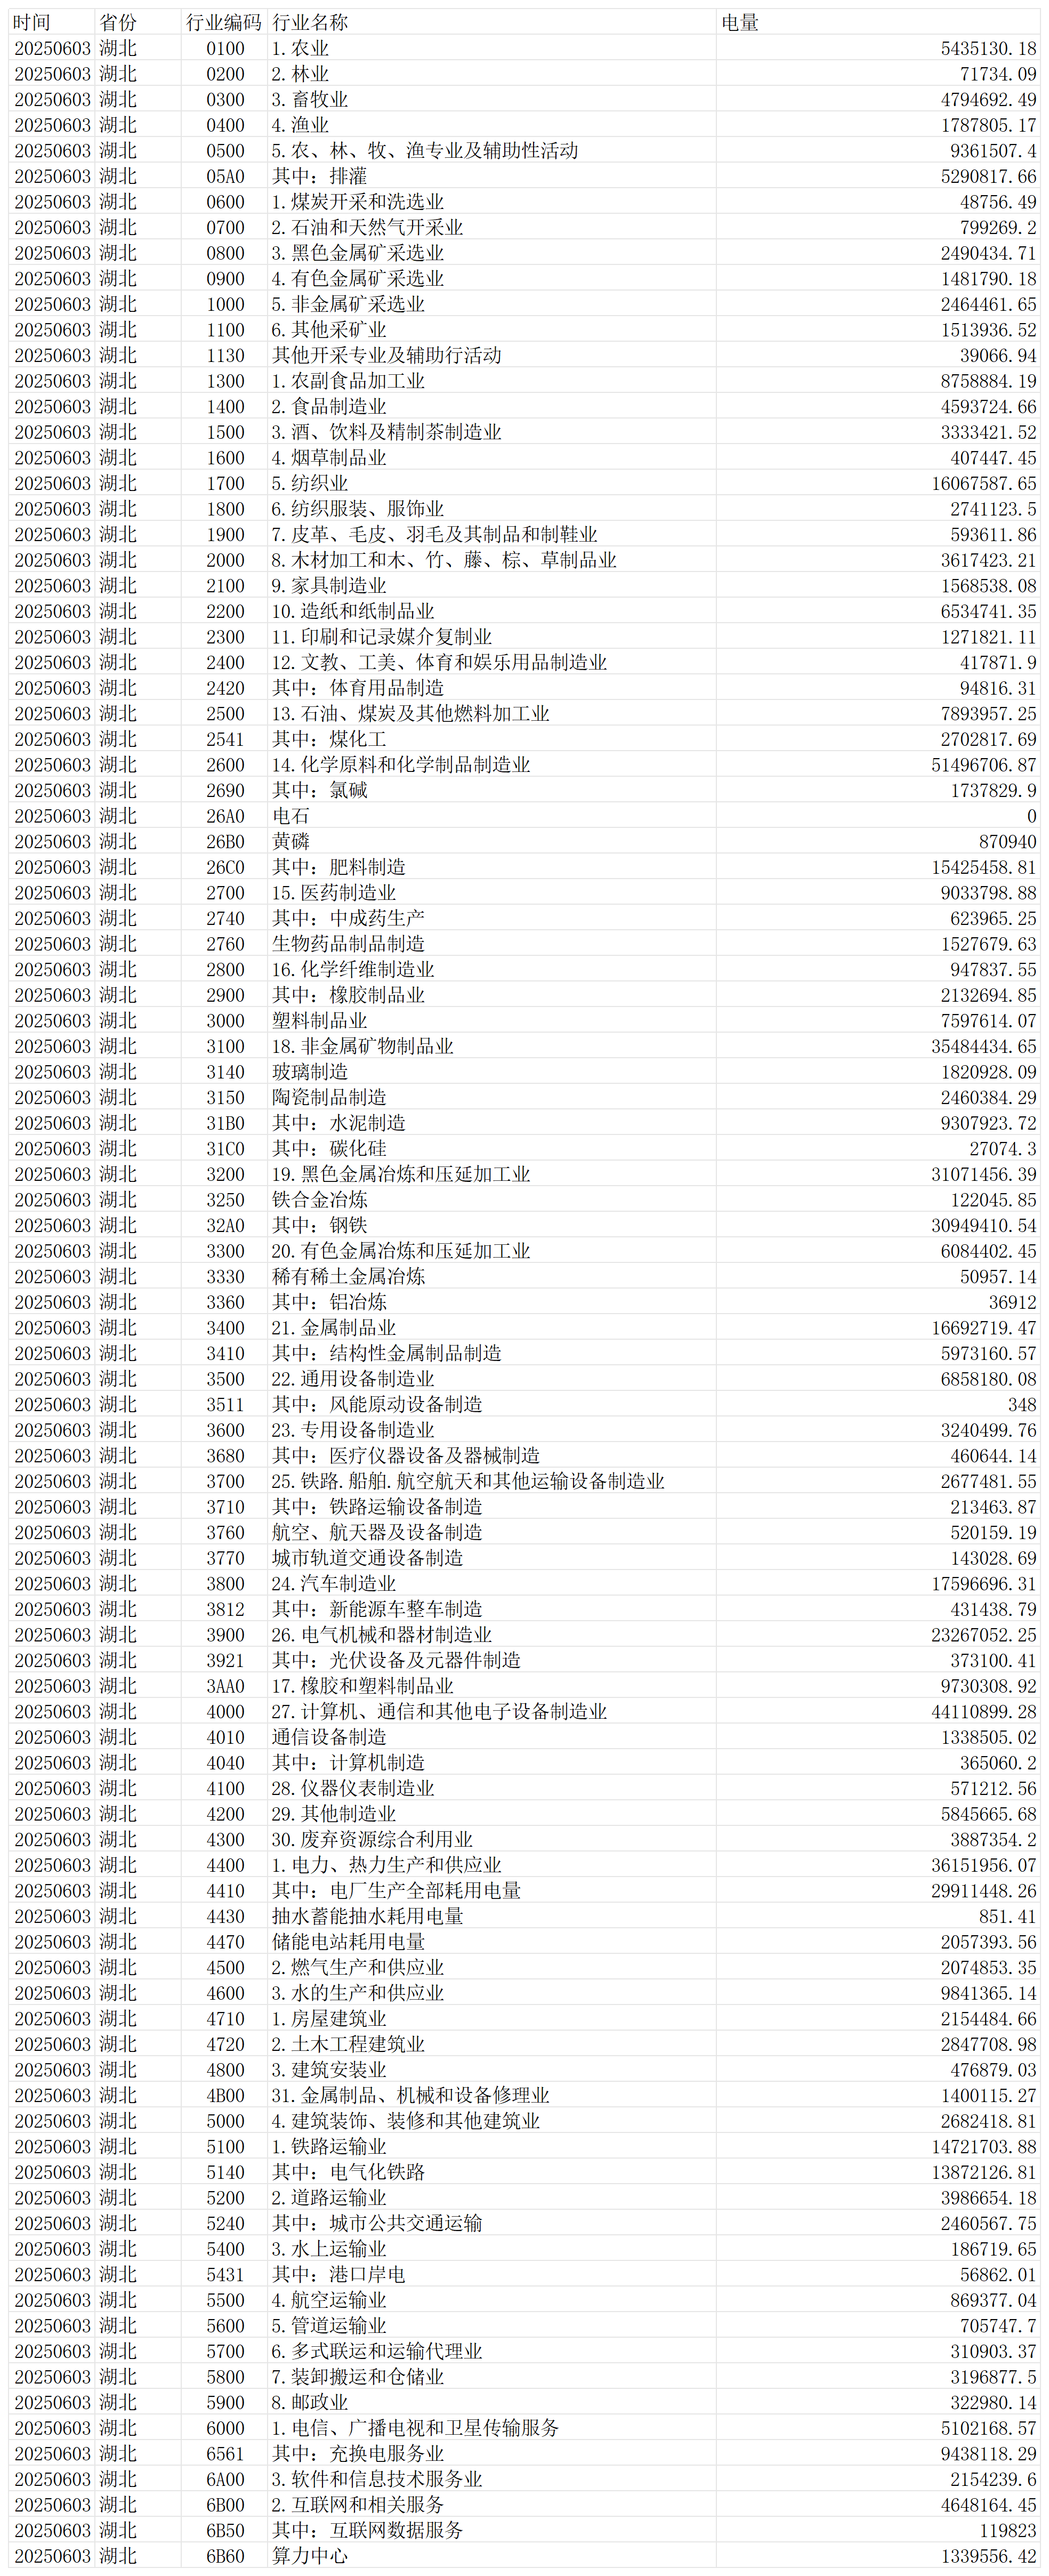 时间 省份 行业编码 行业名称 电量
20250603 湖北 0100 1.农业 5435130.18
20250603 湖北 0200 2.林业 71734.09
20250603 湖北 0300 3.畜牧业 4794692.49
20250603 湖北 0400 4.渔业 1787805.17
20250603 湖北 0500 5.农、林、牧、渔专业及辅助性活动 9361507.4
20250603 湖北 05A0 其中：排灌 5290817.66
20250603 湖北 0600 1.煤炭开采和洗选业 48756.49
20250603 湖北 0700 2.石油和天然气开采业 799269.2
20250603 湖北 0800 3.黑色金属矿采选业 2490434.71
20250603 湖北 0900 4.有色金属矿采选业 1481790.18
20250603 湖北 1000 5.非金属矿采选业 2464461.65
20250603 湖北 1100 6.其他采矿业 1513936.52
20250603 湖北 1130 其他开采专业及辅助行活动 39066.94
20250603 湖北 1300 1.农副食品加工业 8758884.19
20250603 湖北 1400 2.食品制造业 4593724.66
20250603 湖北 1500 3.酒、饮料及精制茶制造业 3333421.52
20250603 湖北 1600 4.烟草制品业 407447.45
20250603 湖北 1700 5.纺织业 16067587.65
20250603 湖北 1800 6.纺织服装、服饰业 2741123.5
20250603 湖北 1900 7.皮革、毛皮、羽毛及其制品和制鞋业 593611.86
20250603 湖北 2000 8.木材加工和木、竹、藤、棕、草制品业 3617423.21
20250603 湖北 2100 9.家具制造业 1568538.08
20250603 湖北 2200 10.造纸和纸制品业 6534741.35
20250603 湖北 2300 11.印刷和记录媒介复制业 1271821.11
20250603 湖北 2400 12.文教、工美、体育和娱乐用品制造业 417871.9
20250603 湖北 2420 其中：体育用品制造 94816.31
20250603 湖北 2500 13.石油、煤炭及其他燃料加工业 7893957.25
20250603 湖北 2541 其中：煤化工 2702817.69
20250603 湖北 2600 14.化学原料和化学制品制造业 51496706.87
20250603 湖北 2690 其中：氯碱 1737829.9
20250603 湖北 26A0 电石 0
20250603 湖北 26B0 黄磷 870940
20250603 湖北 26C0 其中：肥料制造 15425458.81
20250603 湖北 2700 15.医药制造业 9033798.88
20250603 湖北 2740 其中：中成药生产 623965.25
20250603 湖北 2760 生物药品制品制造 1527679.63
20250603 湖北 2800 16.化学纤维制造业 947837.55
20250603 湖北 2900 其中：橡胶制品业 2132694.85
20250603 湖北 3000 塑料制品业 7597614.07
20250603 湖北 3100 18.非金属矿物制品业 35484434.65
20250603 湖北 3140 玻璃制造 1820928.09
20250603 湖北 3150 陶瓷制品制造 2460384.29
20250603 湖北 31B0 其中：水泥制造 9307923.72
20250603 湖北 31C0 其中：碳化硅 27074.3
20250603 湖北 3200 19.黑色金属冶炼和压延加工业 31071456.39
20250603 湖北 3250 铁合金冶炼 122045.85
20250603 湖北 32A0 其中：钢铁 30949410.54
20250603 湖北 3300 20.有色金属冶炼和压延加工业 6084402.45
20250603 湖北 3330 稀有稀土金属冶炼 50957.14
20250603 湖北 3360 其中：铝冶炼 36912
20250603 湖北 3400 21.金属制品业 16692719.47
20250603 湖北 3410 其中：结构性金属制品制造 5973160.57
20250603 湖北 3500 22.通用设备制造业 6858180.08
20250603 湖北 3511 其中：风能原动设备制造 348
20250603 湖北 3600 23.专用设备制造业 3240499.76
20250603 湖北 3680 其中：医疗仪器设备及器械制造 460644.14
20250603 湖北 3700 25.铁路.船舶.航空航天和其他运输设备制造业 2677481.55
20250603 湖北 3710 其中：铁路运输设备制造 213463.87
20250603 湖北 3760 航空、航天器及设备制造 520159.19
20250603 湖北 3770 城市轨道交通设备制造 143028.69
20250603 湖北 3800 24.汽车制造业 17596696.31
20250603 湖北 3812 其中：新能源车整车制造 431438.79
20250603 湖北 3900 26.电气机械和器材制造业 23267052.25
20250603 湖北 3921 其中：光伏设备及元器件制造 373100.41
20250603 湖北 3AA0 17.橡胶和塑料制品业 9730308.92
20250603 湖北 4000 27.计算机、通信和其他电子设备制造业 44110899.28
20250603 湖北 4010 通信设备制造 1338505.02
20250603 湖北 4040 其中：计算机制造 365060.2
20250603 湖北 4100 28.仪器仪表制造业 571212.56
20250603 湖北 4200 29.其他制造业 5845665.68
20250603 湖北 4300 30.废弃资源综合利用业 3887354.2
20250603 湖北 4400 1.电力、热力生产和供应业 36151956.07
20250603 湖北 4410 其中：电厂生产全部耗用电量 29911448.26
20250603 湖北 4430 抽水蓄能抽水耗用电量 851.41
20250603 湖北 4470 储能电站耗用电量 2057393.56
20250603 湖北 4500 2.燃气生产和供应业 2074853.35
20250603 湖北 4600 3.水的生产和供应业 9841365.14
20250603 湖北 4710 1.房屋建筑业 2154484.66
20250603 湖北 4720 2.土木工程建筑业 2847708.98
20250603 湖北 4800 3.建筑安装业 476879.03
20250603 湖北 4B00 31.金属制品、机械和设备修理业 1400115.27
20250603 湖北 5000 4.建筑装饰、装修和其他建筑业 2682418.81
20250603 湖北 5100 1.铁路运输业 14721703.88
20250603 湖北 5140 其中：电气化铁路 13872126.81
20250603 湖北 5200 2.道路运输业 3986654.18
20250603 湖北 5240 其中：城市公共交通运输 2460567.75
20250603 湖北 5400 3.水上运输业 186719.65
20250603 湖北 5431 其中：港口岸电 56862.01
20250603 湖北 5500 4.航空运输业 869377.04
20250603 湖北 5600 5.管道运输业 705747.7
20250603 湖北 5700 6.多式联运和运输代理业 310903.37
20250603 湖北 5800 7.装卸搬运和仓储业 3196877.5
20250603 湖北 5900 8.邮政业 322980.14
20250603 湖北 6000 1.电信、广播电视和卫星传输服务 5102168.57
20250603 湖北 6561 其中：充换电服务业 9438118.29
20250603 湖北 6A00 3.软件和信息技术服务业 2154239.6
20250603 湖北 6B00 2.互联网和相关服务 4648164.45
20250603 湖北 6B50 其中：互联网数据服务 119823
20250603 湖北 6B60 算力中心 1339556.42